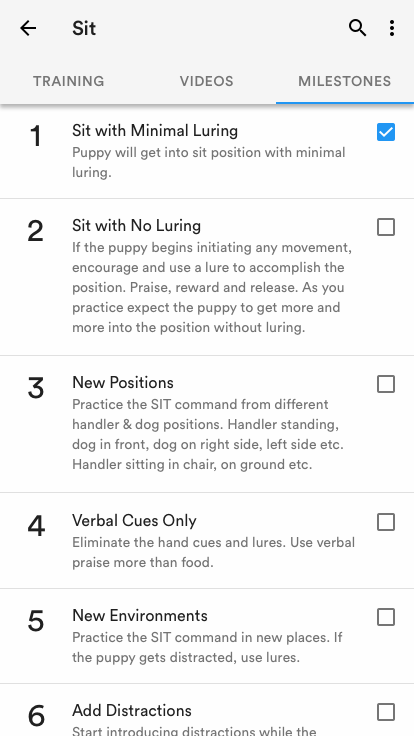 Sit
TRAINING VIDEOS MILESTONES
1 Sit with Minimal Luring
Puppy will get into sit position with minimal
luring.
2 Sit with No Luring
If the puppy begins initiating any movement,
encourage and use a lure to accomplish the
position. Praise, reward and release. As you
practice expect the puppy to get more and
more into the position without luring.
3 New Positions
Practice the SIT command from different
handler & dog positions. Handler standing,
dog in front, dog on right side, left side etc.
Handler sitting in chair, on ground etc.
4 Verbal Cues Only
Eliminate the hand cues and lures. Use verbal
praise more than food.
5 New Environments
Practice the SIT command in new places. If
the puppy gets distracted, use lures.
6 Add Distractions
Start introducing distractions while the